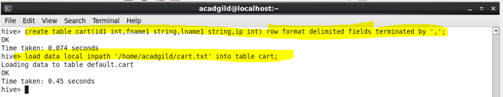 acadgild@localhost:~
File Edit View Search Terminal Help
hive> create table cart(id1 int,fname1 string,lname1 string,ip int) row format delimited fields terminated by ',';
OK
Time taken: 0.074 seconds
hive> load data local inpath '/home/acadgild/cart.txt' into table cart;
Loading data to table default.cart
OK
Time taken: 0.45 seconds
hive>